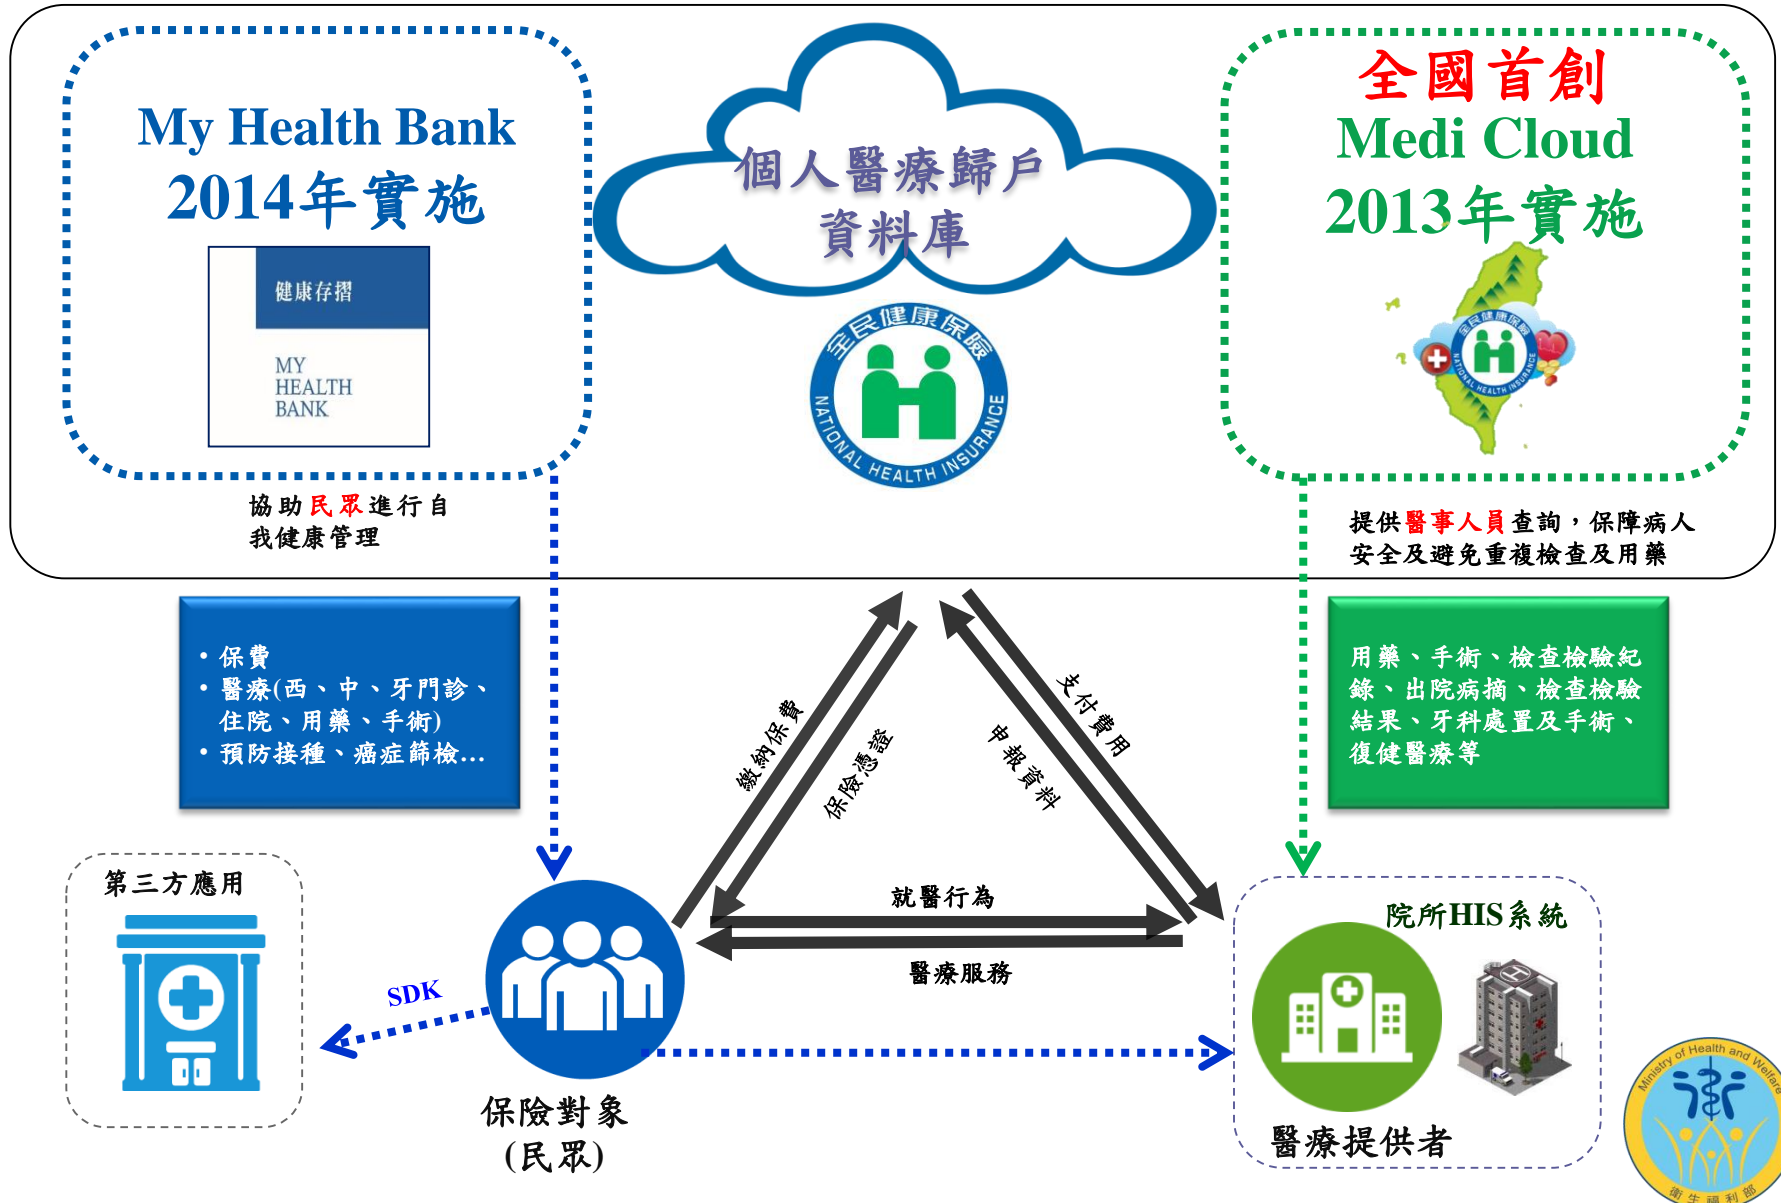 My Health Bank
2014年實施
健康存摺
MY
HEALTH
BANK
協助民眾進行自
我健康管理
個人醫療歸戶
資料庫
全民健康保險
NATIONAL HEALTH INSURANCE
全國首創
Medi Cloud
2013年實施
全民健康保險
NATIONAL HEALTH INSURANCE
提供醫事人員查詢，保障病人
安全及避免重複檢查及用藥
• 保費
• 醫療(西、中、牙門診、
住院、用藥、手術)
• 預防接種、癌症篩檢...
繳納保費
保險憑證
支付費用
申報資料
用藥、手術、檢查檢驗紀
錄、出院病摘、檢查檢驗
結果、牙科處置及手術、
復健醫療等
第三方應用
SDK
就醫行為
醫療服務
保險對象
(民眾)
院所HIS系統
醫療提供者
Ministry of Health and Welfare
衛生福利部